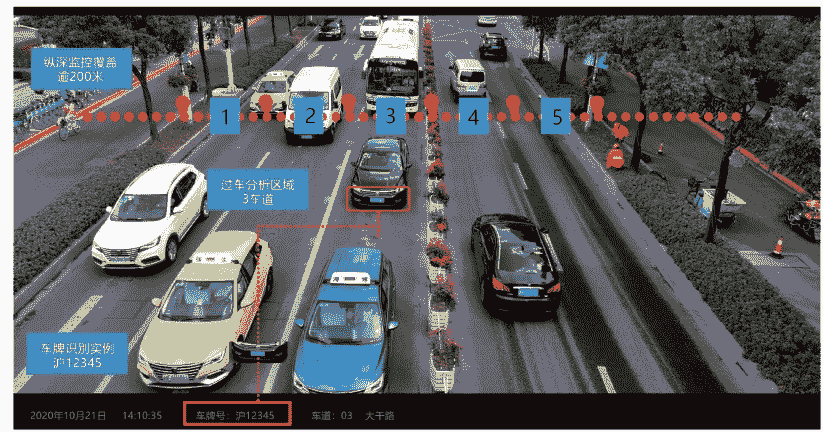 纵深监控覆盖
逾200米
1
2
3
4
5
过车分析区域
3车道
车牌识别实例
沪12345
2020年10月21日 14:10:35 车牌号：沪12345 车道：03 大干路